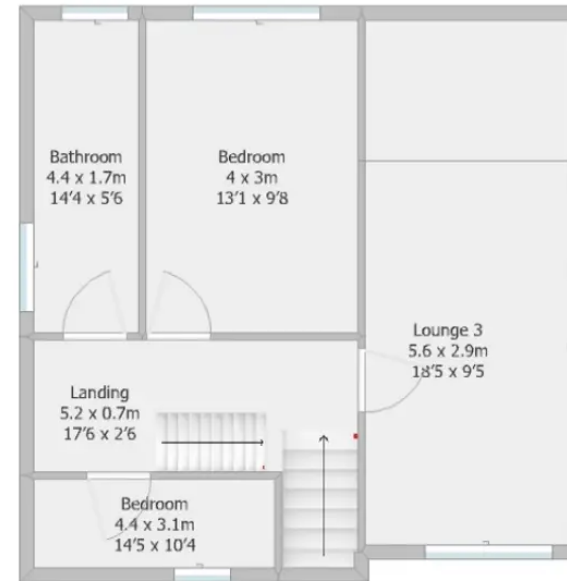 Bathroom
4.4 x 1.7m
14'4 x 5'6
Bedroom
4 x 3m
13'1 x 9'8
Lounge 3
5.6 x 2.9m
18'5 x 9'5
Landing
5.2 x 0.7m
17'6 x 2'6
Bedroom
4.4 x 3.1m
14'5 x 10'4